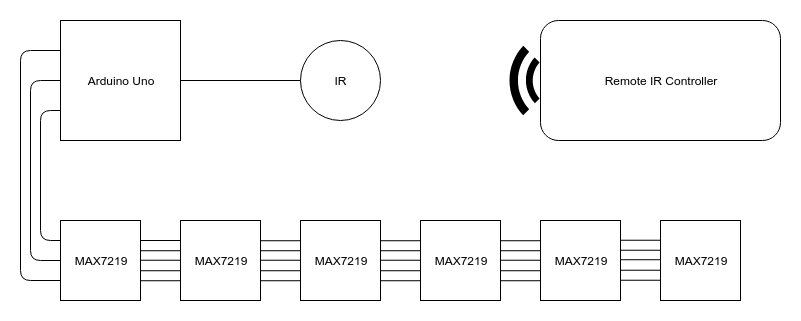 Arduino Uno
IR
Remote IR Controller
MAX7219
MAX7219
MAX7219
MAX7219
MAX7219
MAX7219